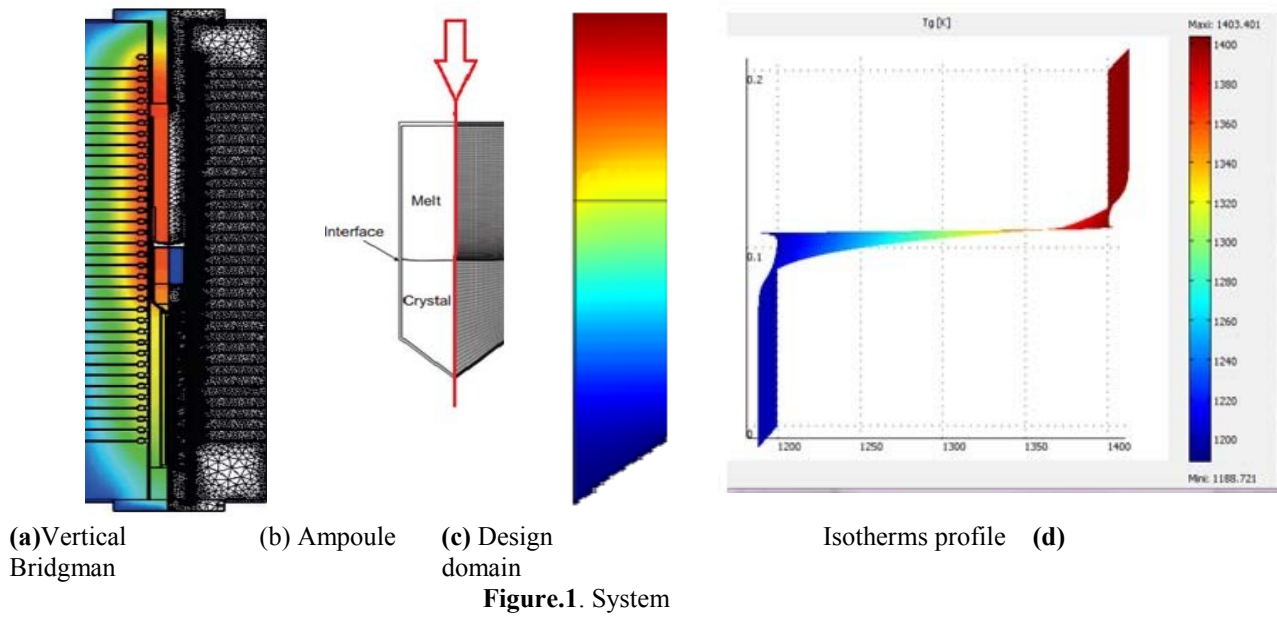 Tg [K]
Maxi: 1403.401
0.2
0.1
0
1200
1250
1300
1350
1400
1400
1380
1360
1340
1320
1300
1280
1260
1240
1220
1200
Mini: 1188.721
Melt
Interface
Crystal
(a)Vertical
Bridgman
(b) Ampoule
(c) Design
domain
Isotherms profile (d)
Figure.1. System